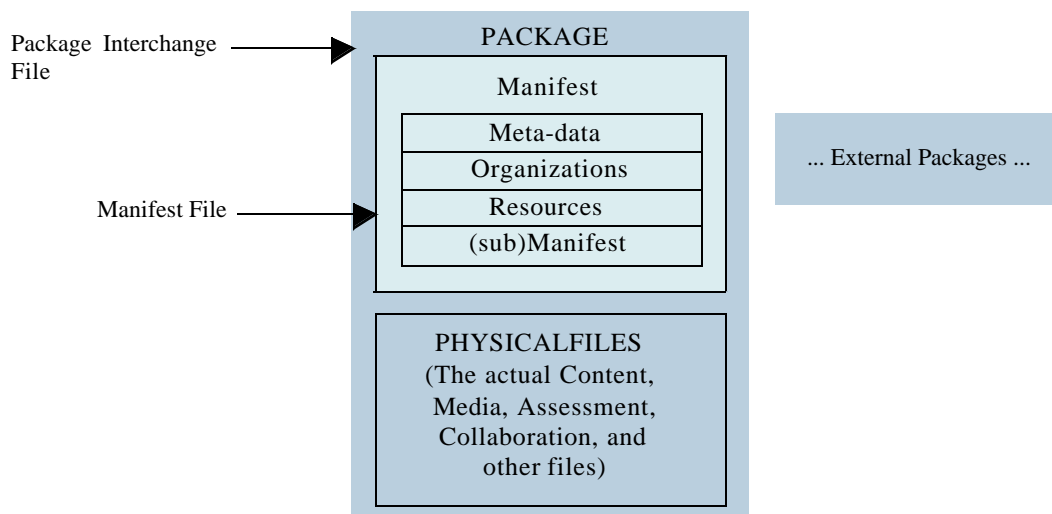 Package Interchange
File
PACKAGE
Manifest
Meta-data
Organizations
Resources
(sub)Manifest
Manifest File
... External Packages ...
PHYSICALFILES
(The actual Content,
Media, Assessment,
Collaboration, and
other files)